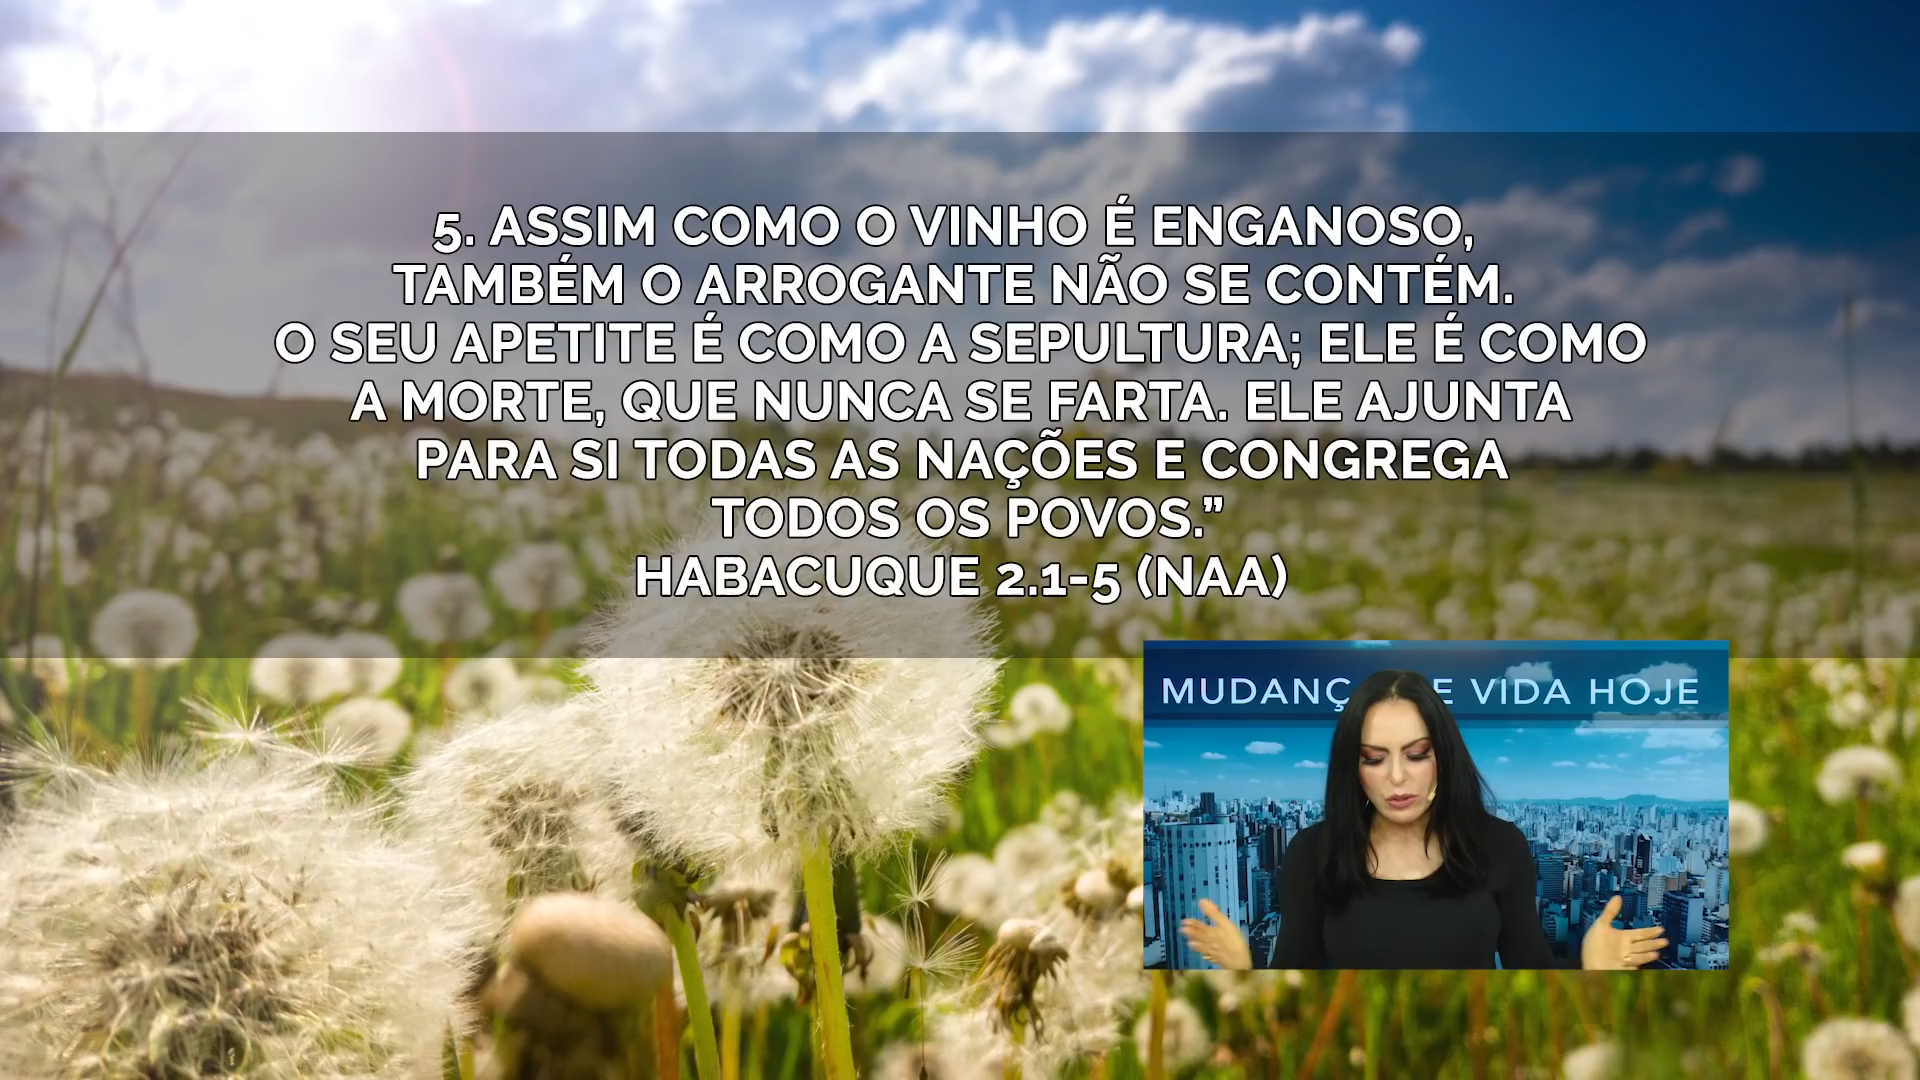 5. ASSIM COMO O VINHO É ENGANOSO,
TAMBÉM O ARROGANTE NÃO SE CONTÉM.
O SEU APETITE É COMO A SEPULTURA; ELE É COMO
A MORTE, QUE NUNCA SE FARTA. ELE AJUNTA
PARA SI TODAS AS NAÇÕES E CONGREGA
TODOS OS POVOS.”
HABACUQUE 2.1-5 (NAA)
MUDANÇ E VIDA HOJE